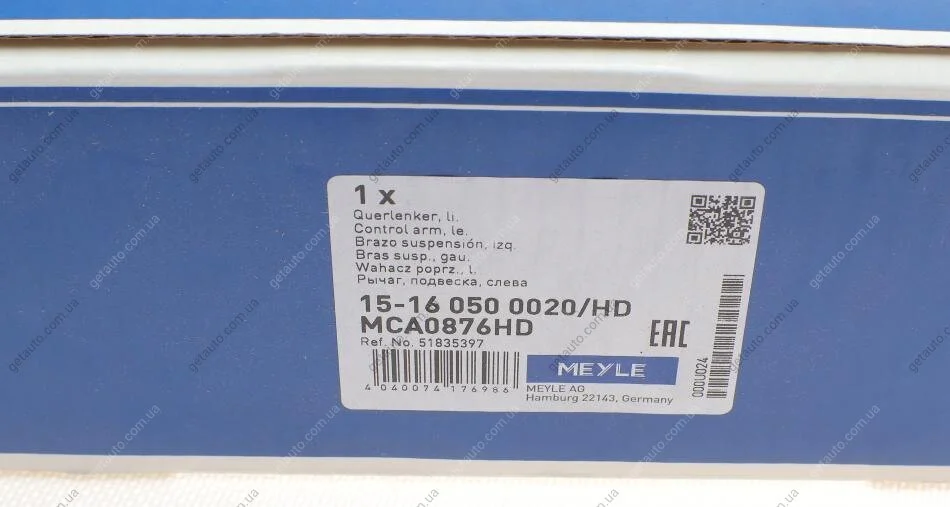 1 x
Querlenker, li.
Control arm, le.
Brazo suspensión, izq.
Bras susp., gau.
Wahacz poprz., l.
Рычаг, подвеска, слева
15-16 050 0020/HD
MCA0876HD
Ref. No. 51835397
EAC
MEYLE
4 040074 176986
MEYLE AG
Hamburg 22143, Germany
getauto.com.ua